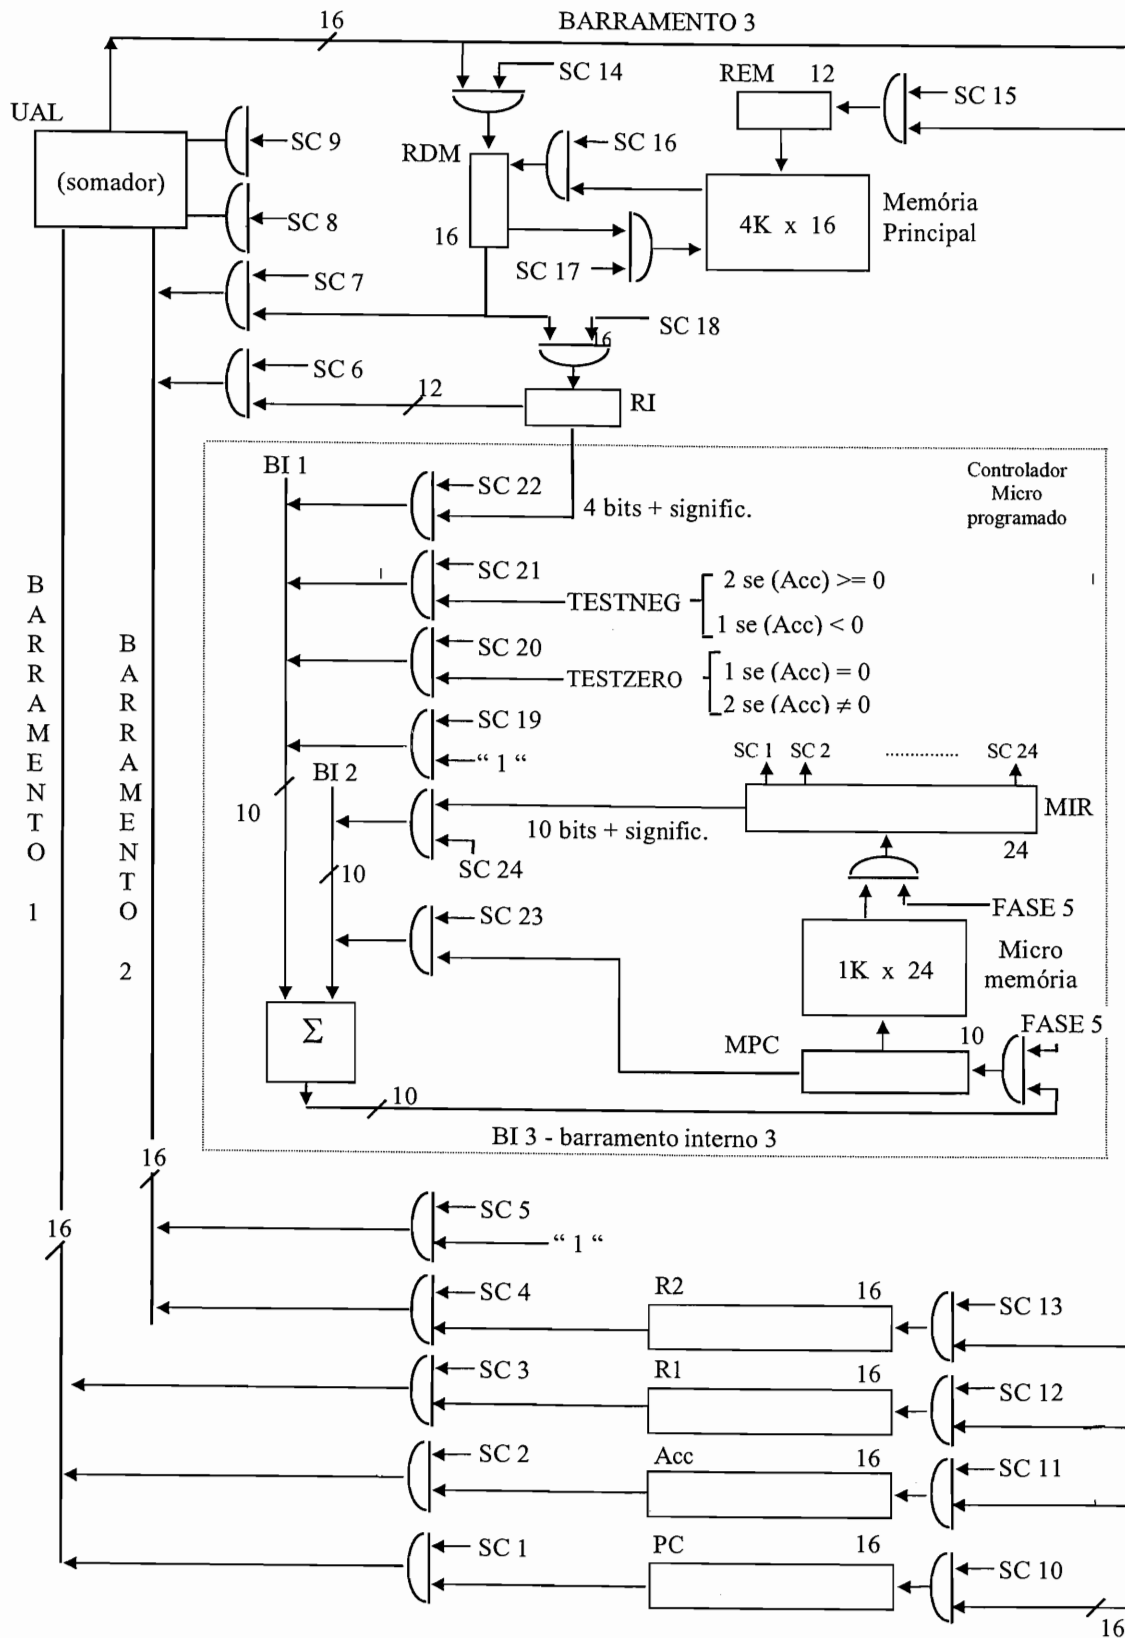 16
BARRAMENTO 3
SC 14
REM 12
SC 15
UAL
SC 9
RDM
SC 16
(somador)
SC 8
16
4K x 16
Memória
Principal
SC 17
SC 7
SC 18
16
SC 6
12
RI
BI 1
SC 22
4 bits + signific.
Controlador
Micro
programado
SC 21
TESTNEG
2 se (Acc) >= 0
1 se (Acc) < 0
SC 20
TESTZERO
1 se (Acc) = 0
2 se (Acc) ≠ 0
SC 19
“ 1 “
BI 2
10
SC 1 SC 2 ............... SC 24
MIR
10 bits + signific.
24
SC 24
10
SC 23
FASE 5
1K x 24
Micro
memória
Σ
MPC
10
FASE 5
10
BI 3 - barramento interno 3
BARRAMENTO 1
BARRAMENTO 2
16
16
SC 5
“ 1 “
SC 4
R2 16
SC 13
SC 3
R1 16
SC 12
SC 2
Acc 16
SC 11
SC 1
PC 16
SC 10
16